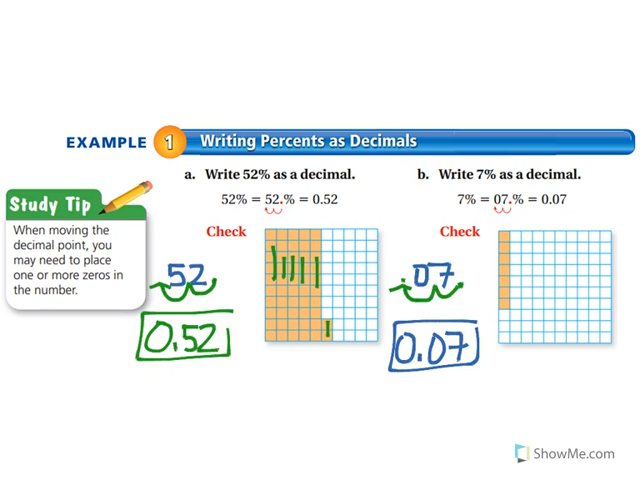 EXAMPLE 1 Writing Percents as Decimals
a. Write 52% as a decimal.
52% = 52.% = 0.52
Check
52
0.52
b. Write 7% as a decimal.
7% = 07.% = 0.07
Check
.07
0.07
Study Tip
When moving the
decimal point, you
may need to place
one or more zeros in
the number.
ShowMe.com